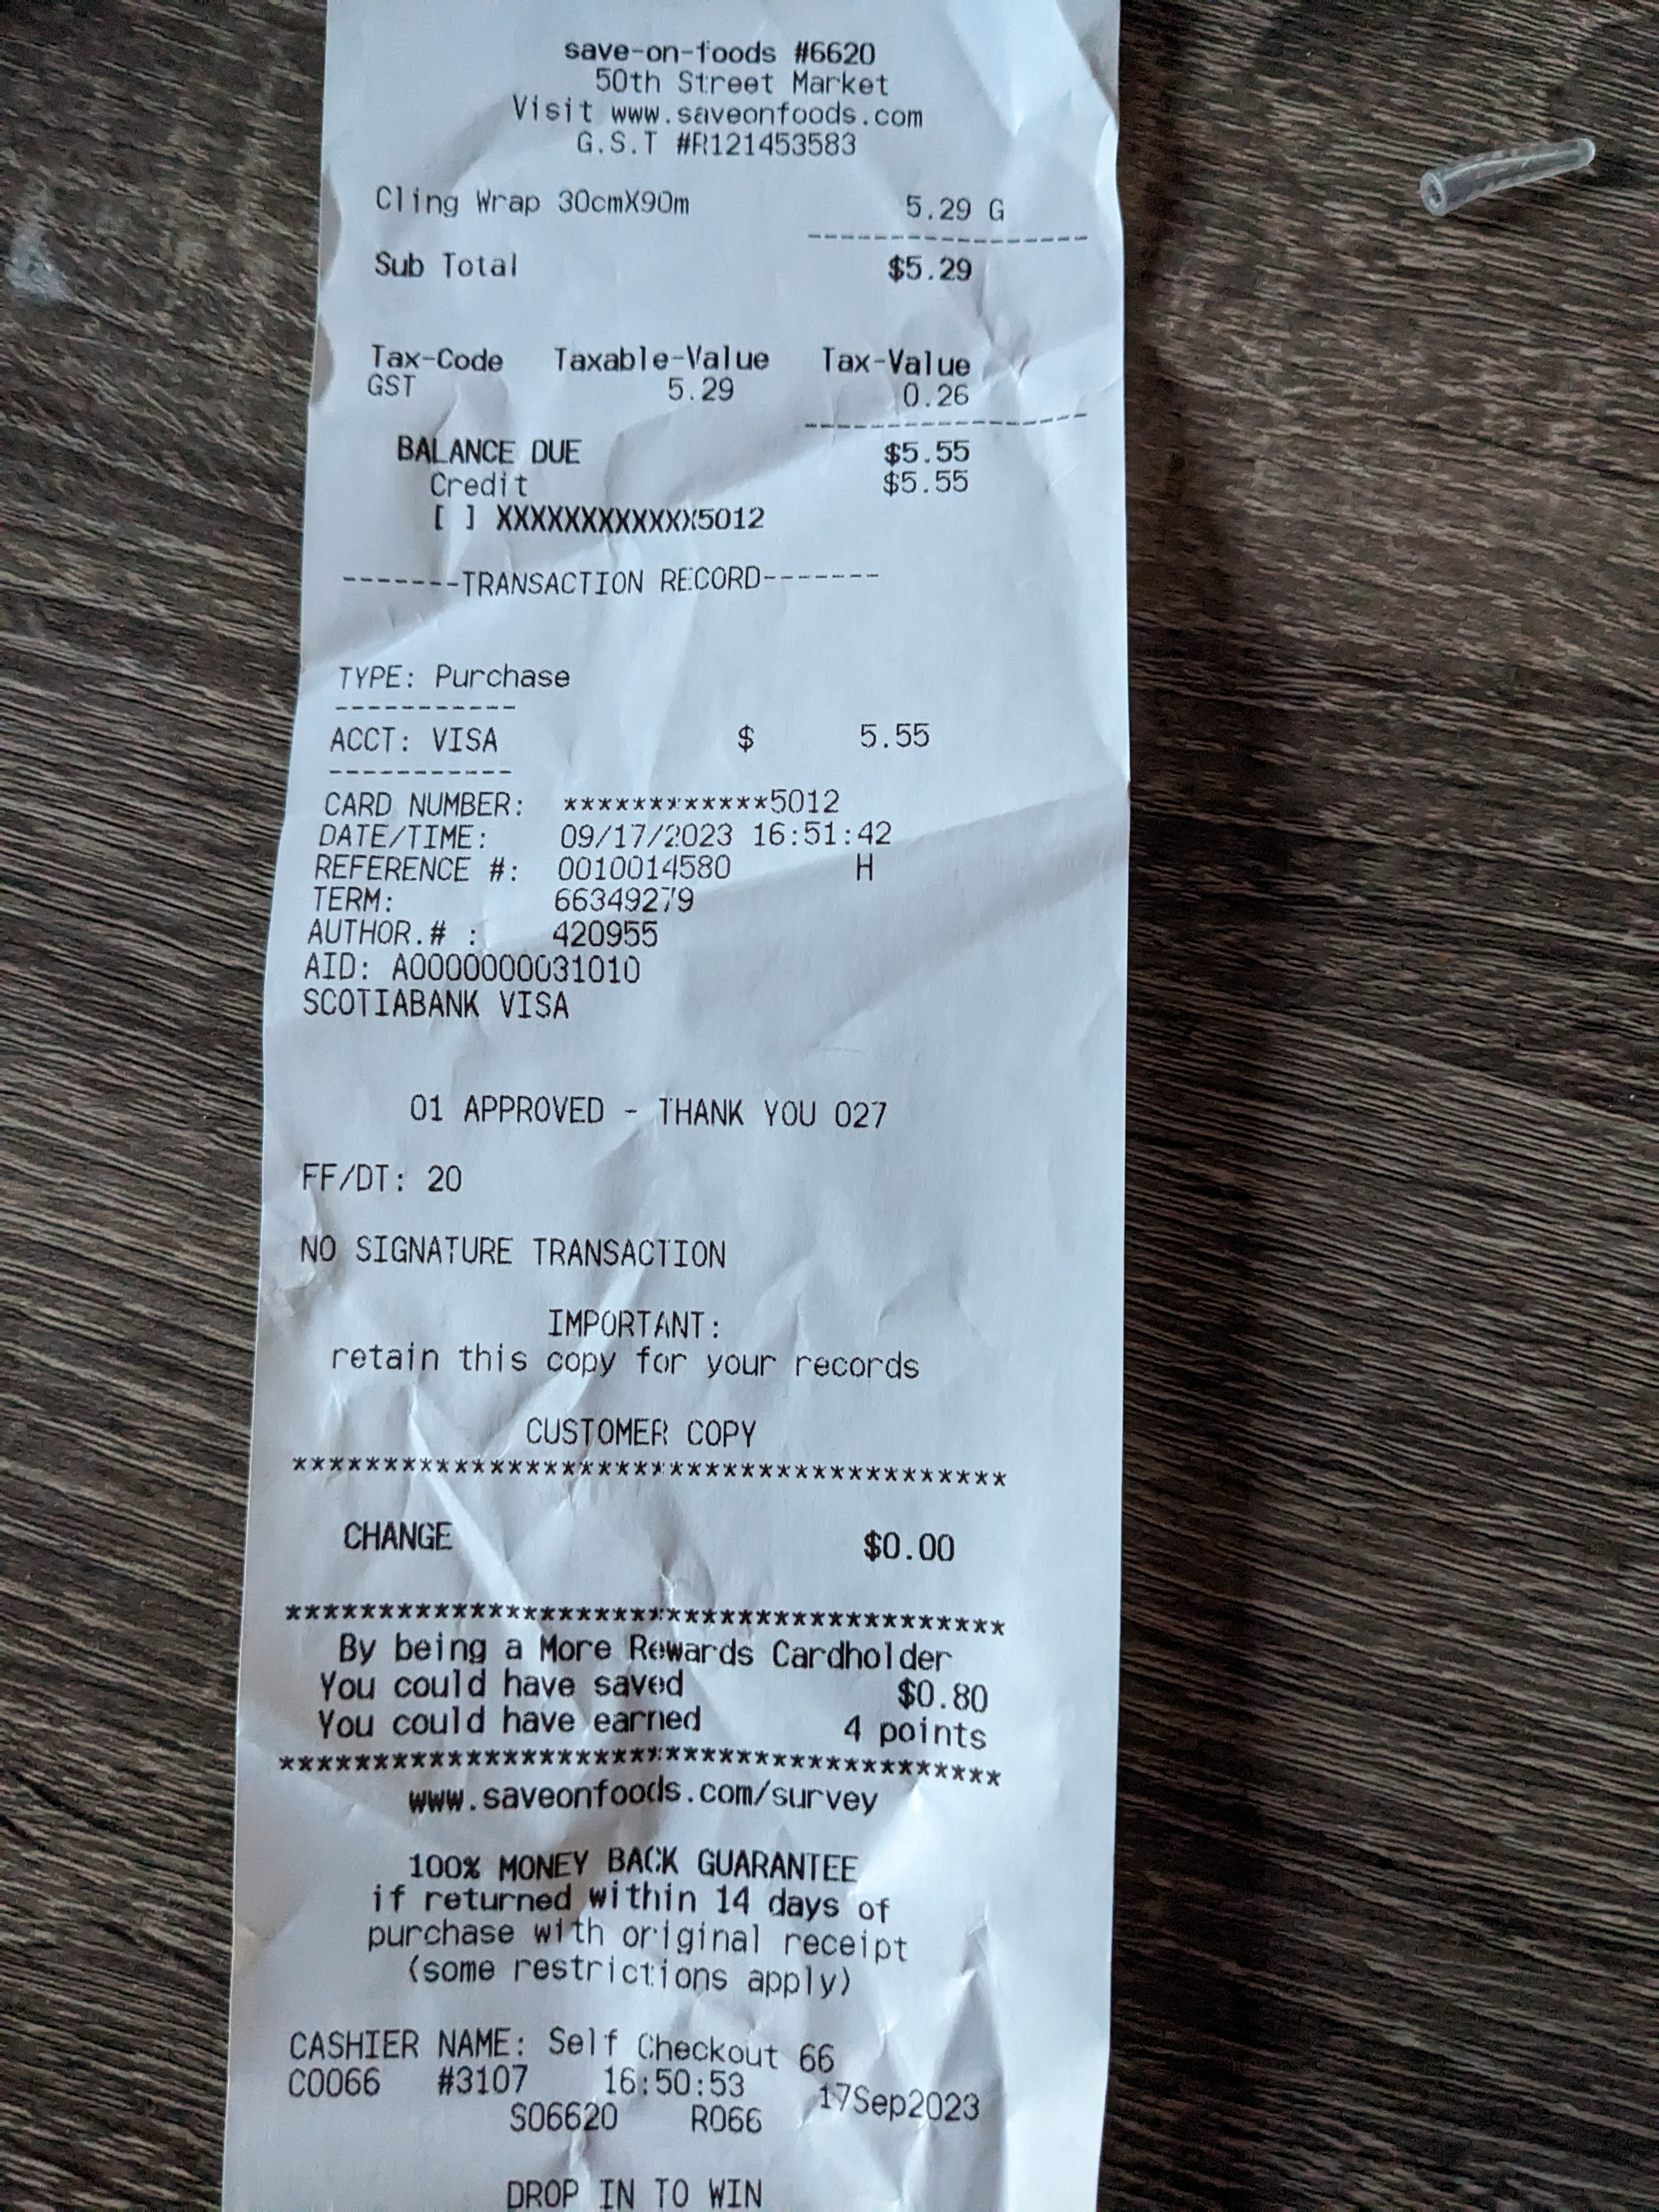 save-on-foods #6620
50th Street Market
Visit www.saveonfoods.com
G.S.T #R121453583
Cling Wrap 30cmX90m 5.29 G
-----------------
Sub Total $5.29
Tax-Code Taxable-Value Tax-Value
GST 5.29 0.26
-----------------
BALANCE DUE $5.55
Credit $5.55
[ ] XXXXXXXXXXXX5012
-------TRANSACTION RECORD-------
TYPE: Purchase
-----------
ACCT: VISA $ 5.55
-----------
CARD NUMBER: ************5012
DATE/TIME: 09/17/2023 16:51:42
REFERENCE #: 0010014580 H
TERM: 66349279
AUTHOR.# : 420955
AID: A0000000031010
SCOTIABANK VISA
01 APPROVED - THANK YOU 027
FF/DT: 20
NO SIGNATURE TRANSACTION
IMPORTANT:
retain this copy for your records
CUSTOMER COPY
****************************************
CHANGE $0.00
****************************************
By being a More Rewards Cardholder
You could have saved $0.80
You could have earned 4 points
****************************************
www.saveonfoods.com/survey
100% MONEY BACK GUARANTEE
if returned within 14 days of
purchase with original receipt
(some restrictions apply)
CASHIER NAME: Self Checkout 66
C0066 #3107 16:50:53 17Sep2023
S06620 R066
DROP IN TO WIN